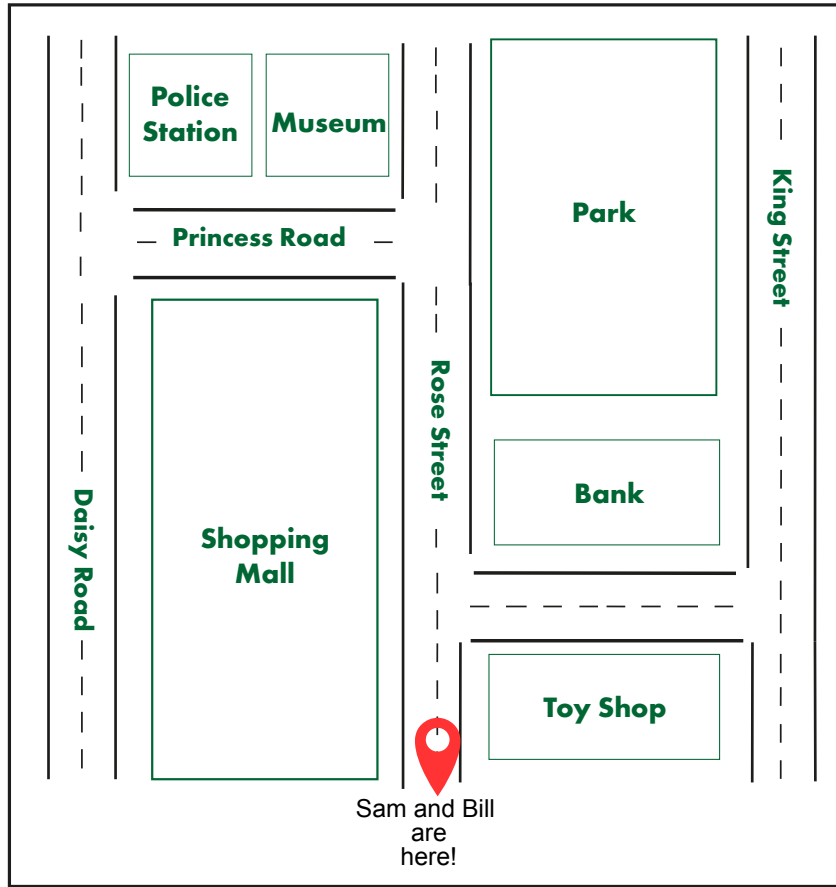 Police
Station
Museum
Park
King Street
Princess Road
Rose Street
Bank
Daisy Road
Shopping
Mall
Toy Shop
Sam and Bill
are
here!